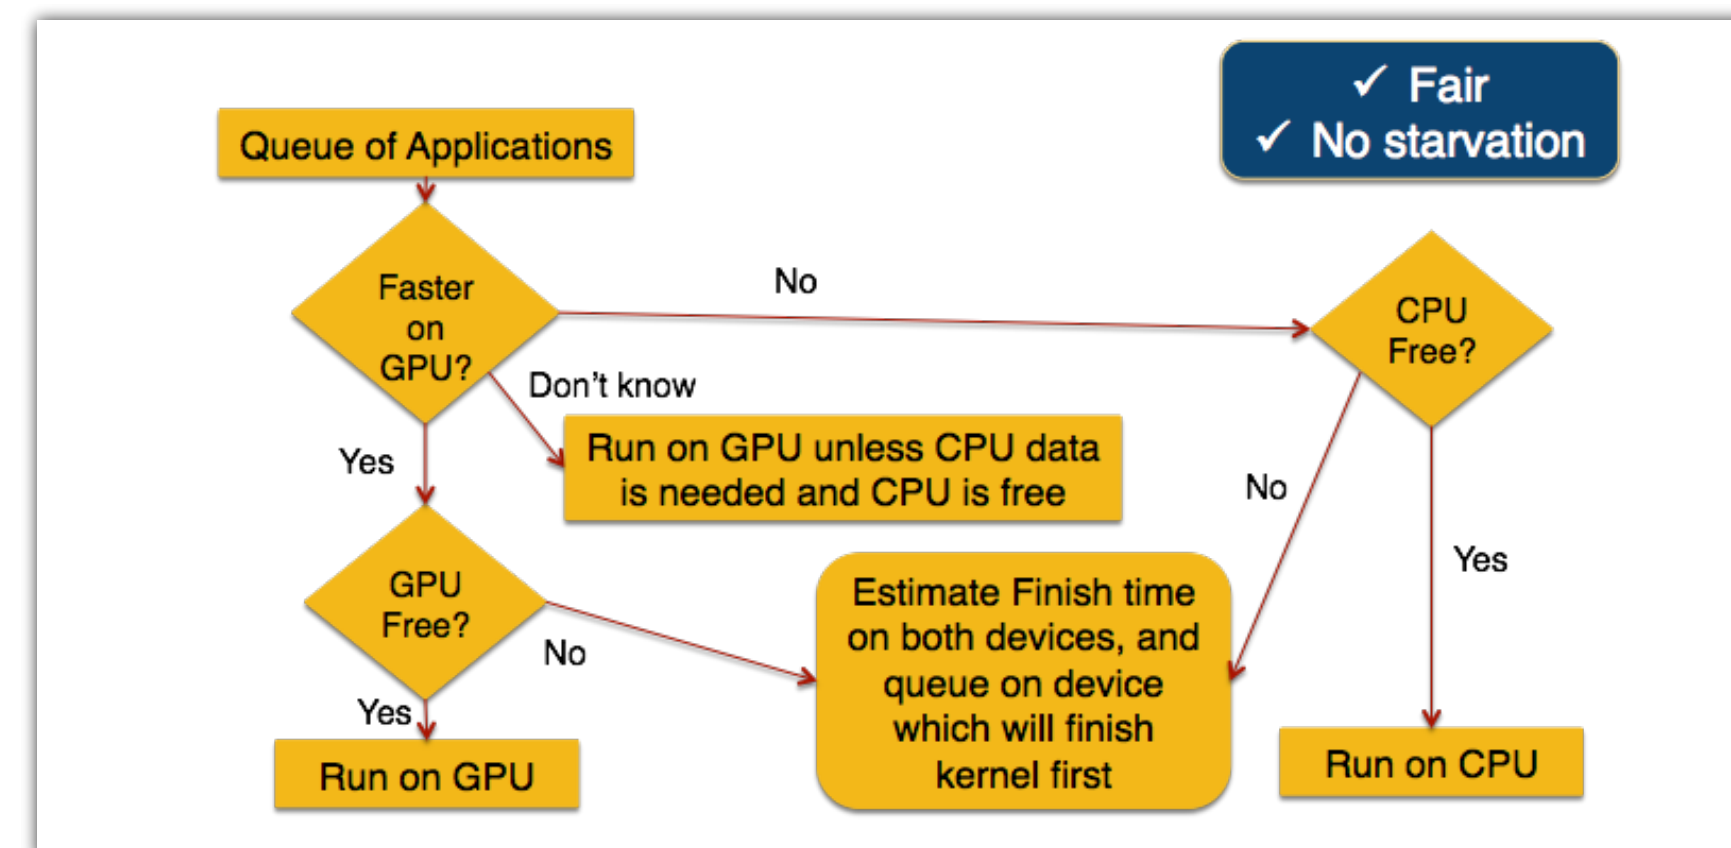 ✓ Fair
✓ No starvation
Queue of Applications
Faster
on
GPU?
No
CPU
Free?
Don't know
Run on GPU unless CPU data
is needed and CPU is free
Yes
GPU
Free?
No
Yes
Run on GPU
Estimate Finish time
on both devices, and
queue on device
which will finish
kernel first
No
Yes
Run on CPU